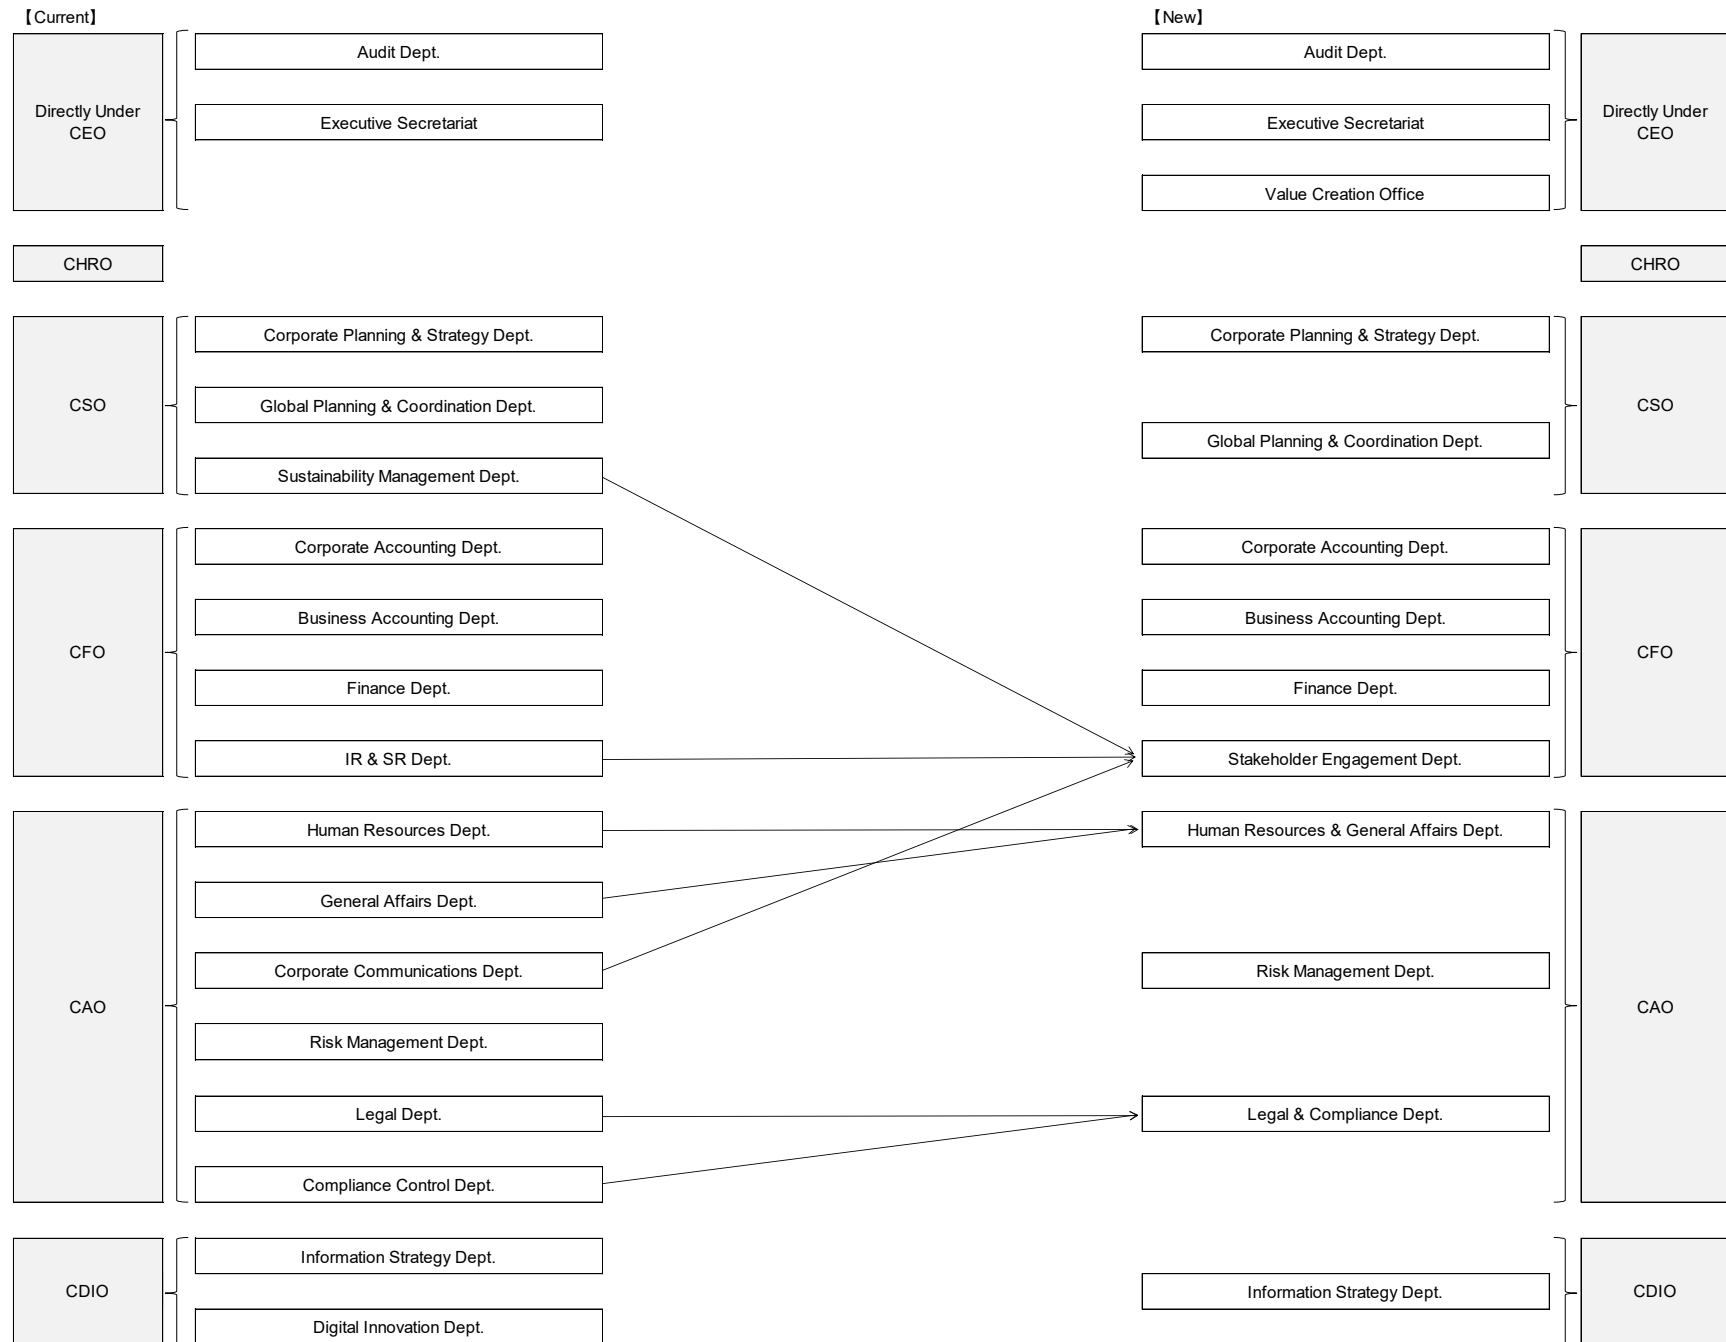 【Current】
【New】
Directly Under
CEO
Audit Dept.
Executive Secretariat
Audit Dept.
Executive Secretariat
Value Creation Office
Directly Under
CEO
CHRO
CHRO
CSO
Corporate Planning & Strategy Dept.
Global Planning & Coordination Dept.
Sustainability Management Dept.
Corporate Planning & Strategy Dept.
Global Planning & Coordination Dept.
CSO
CFO
Corporate Accounting Dept.
Business Accounting Dept.
Finance Dept.
IR & SR Dept.
Corporate Accounting Dept.
Business Accounting Dept.
Finance Dept.
Stakeholder Engagement Dept.
CFO
CAO
Human Resources Dept.
General Affairs Dept.
Corporate Communications Dept.
Risk Management Dept.
Legal Dept.
Compliance Control Dept.
Human Resources & General Affairs Dept.
Risk Management Dept.
Legal & Compliance Dept.
CAO
CDIO
Information Strategy Dept.
Digital Innovation Dept.
Information Strategy Dept.
CDIO